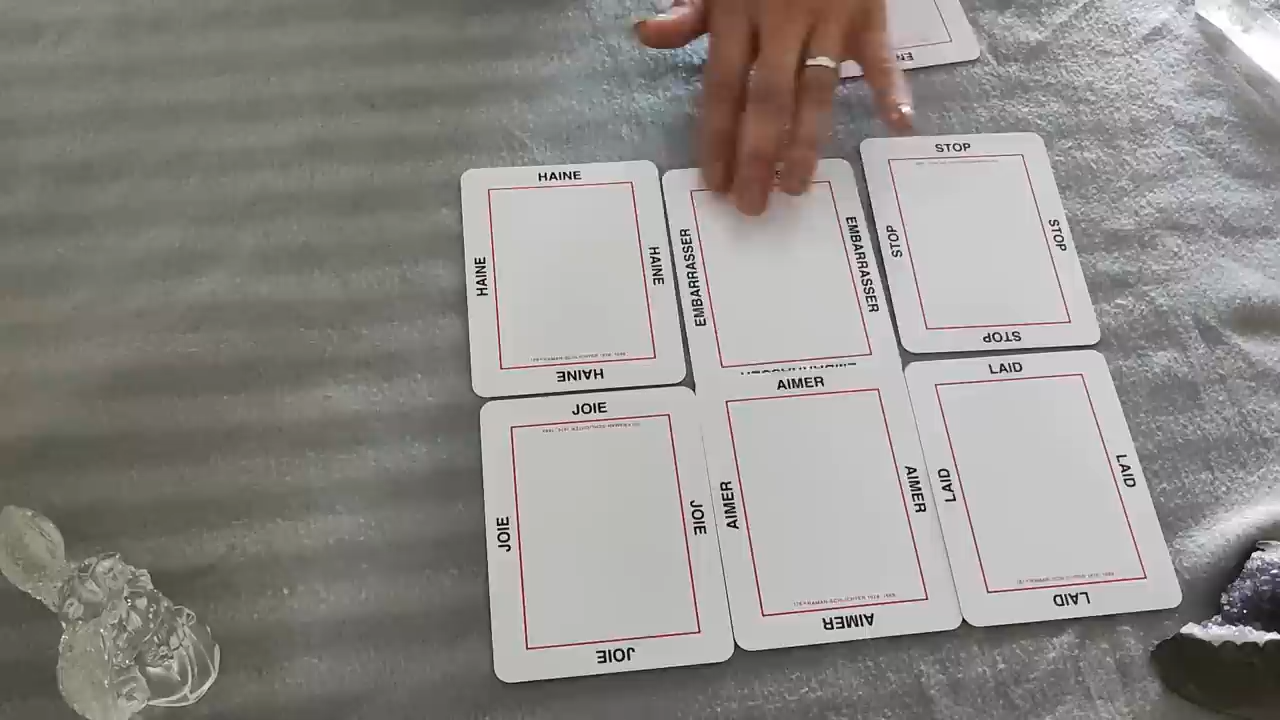 EN
HAINE
HAINE
HAINE
HAINE
EMBARRASSER
EMBARRASSER
STOP
STOP
STOP
STOP
JOIE
JOIE
JOIE
JOIE
AIMER
AIMER
AIMER
AIMER
LAID
LAID
LAID
LAID